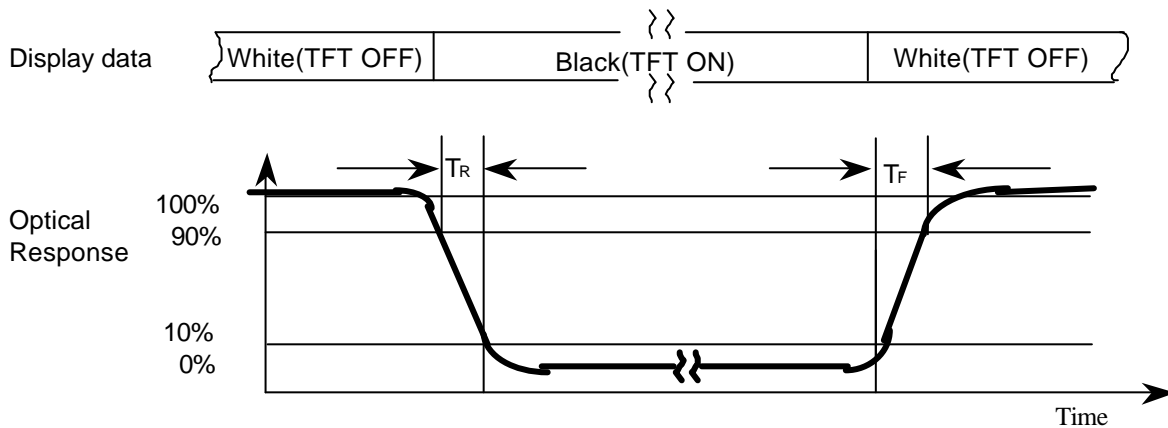 Display data
White(TFT OFF)
Black(TFT ON)
White(TFT OFF)
TR
TF
Optical
Response
100%
90%
10%
0%
Time